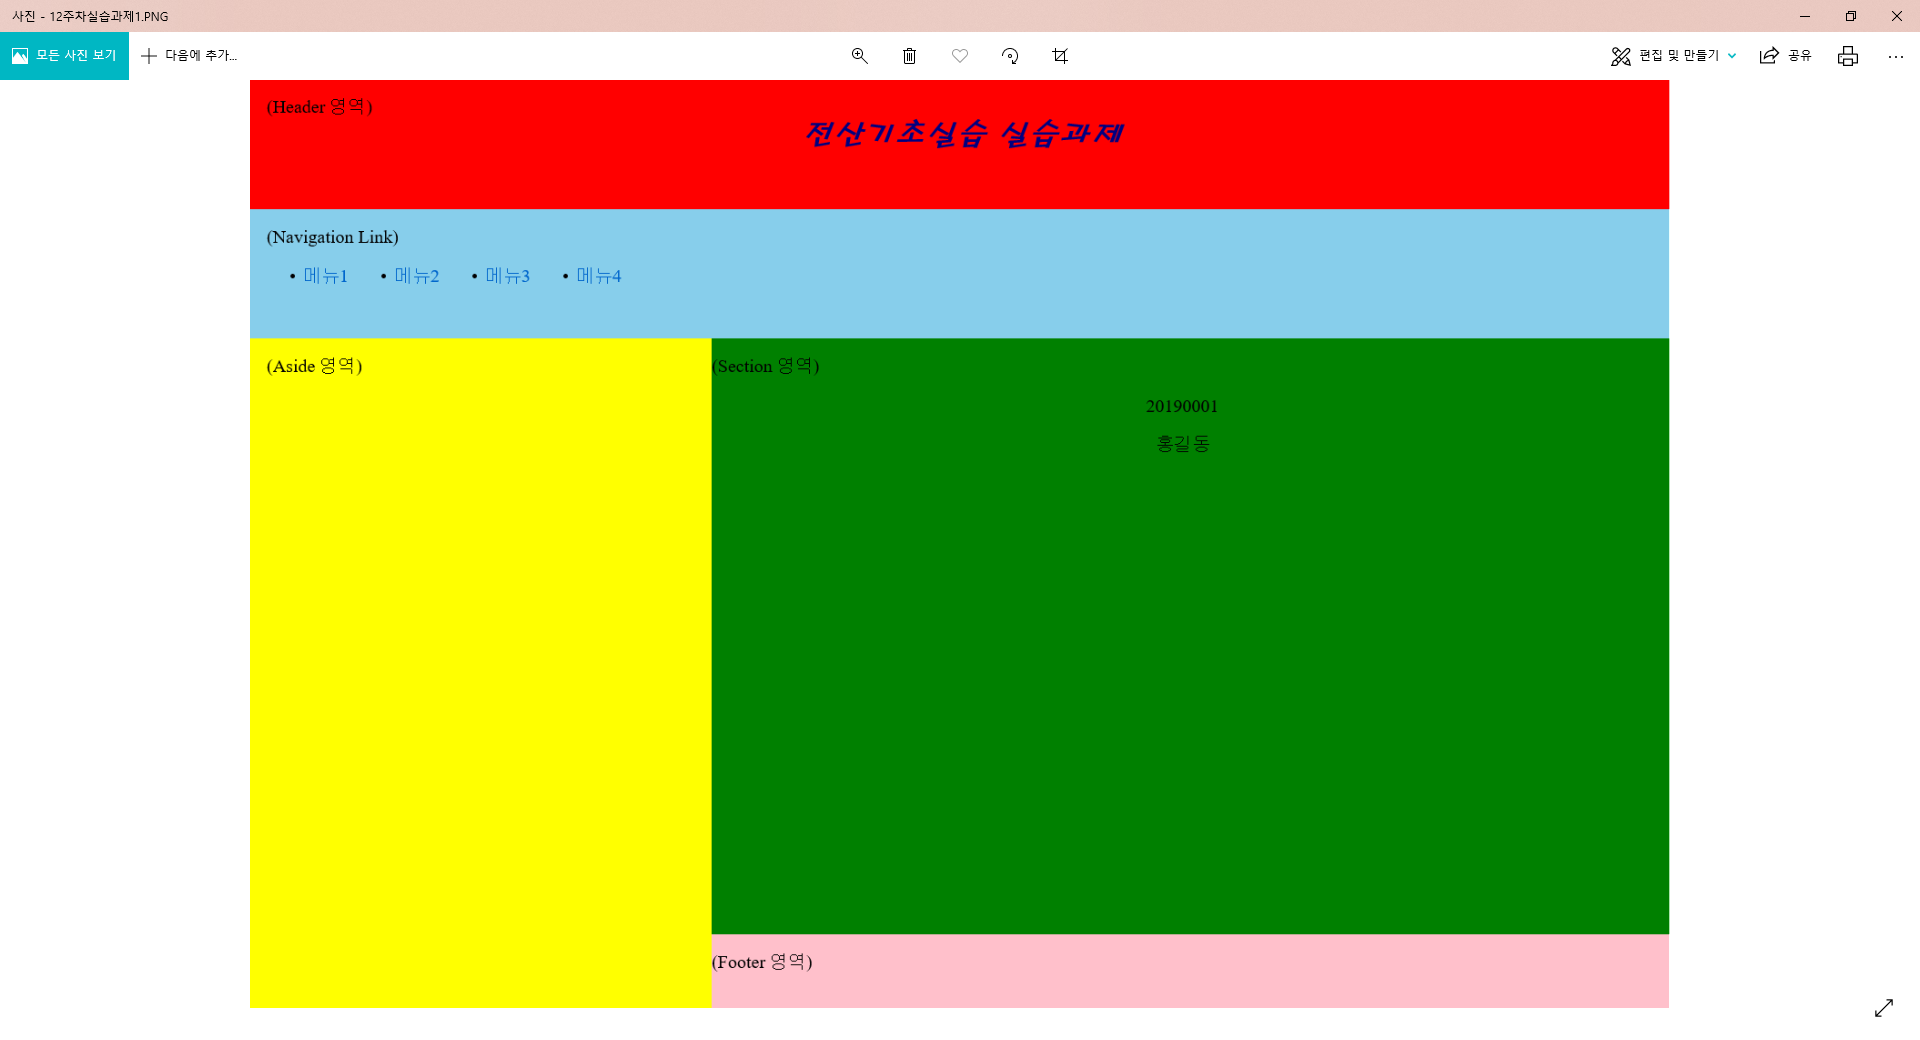 사진 - 12주차실습과제1.PNG
모든 사진 보기
다음에 추가...
편집 및 만들기
공유
(Header 영역)
전산기초실습 실습과제
(Navigation Link)
• 메뉴1 • 메뉴2 • 메뉴3 • 메뉴4
(Aside 영역)
(Section 영역)
20190001
홍길동
(Footer 영역)